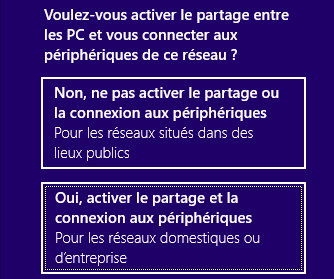 Voulez-vous activer le partage entre
les PC et vous connecter aux
périphériques de ce réseau ?
Non, ne pas activer le partage ou
la connexion aux périphériques
Pour les réseaux situés dans des
lieux publics
Oui, activer le partage et la
connexion aux périphériques
Pour les réseaux domestiques ou
d'entreprise